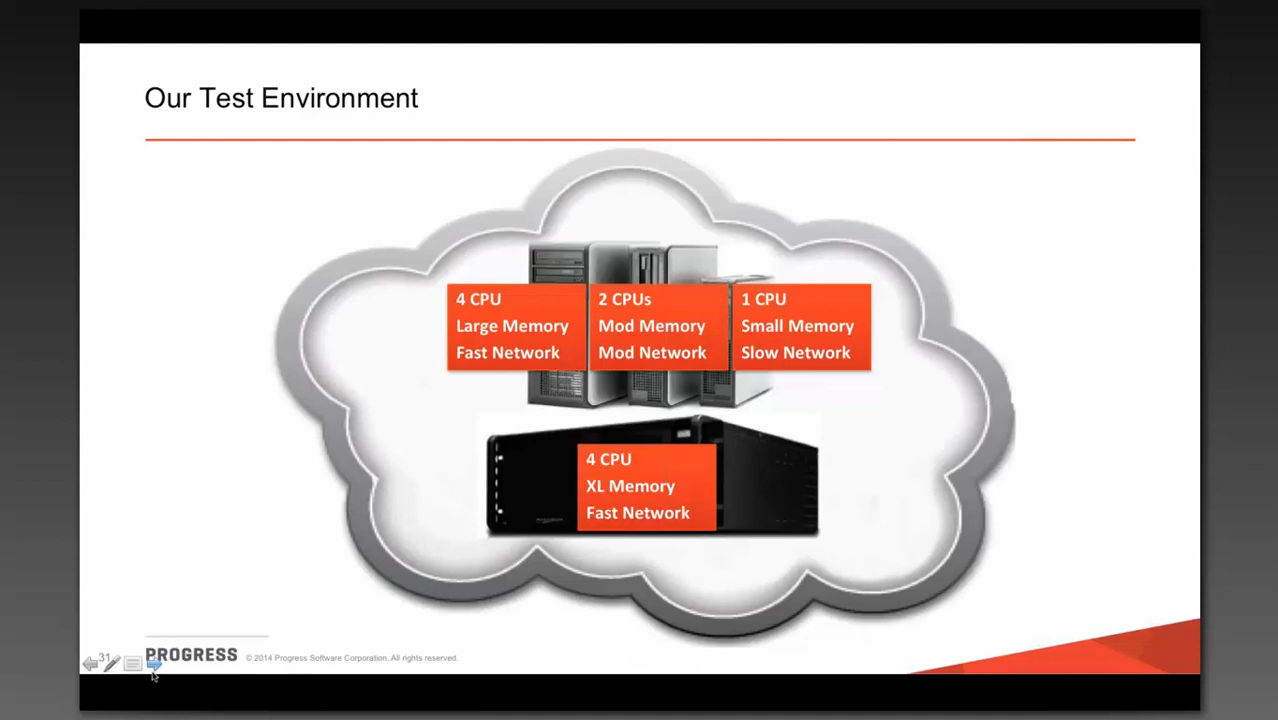 Our Test Environment
4 CPU
Large Memory
Fast Network
2 CPUs
Mod Memory
Mod Network
1 CPU
Small Memory
Slow Network
4 CPU
XL Memory
Fast Network
31
PROGRESS
© 2014 Progress Software Corporation. All rights reserved.